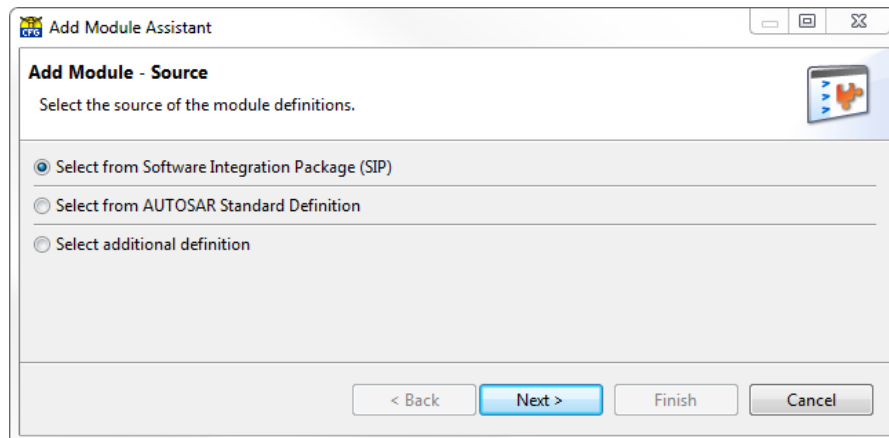 CFG Add Module Assistant
Add Module - Source
Select the source of the module definitions.
Select from Software Integration Package (SIP)
Select from AUTOSAR Standard Definition
Select additional definition
< Back Next > Finish Cancel